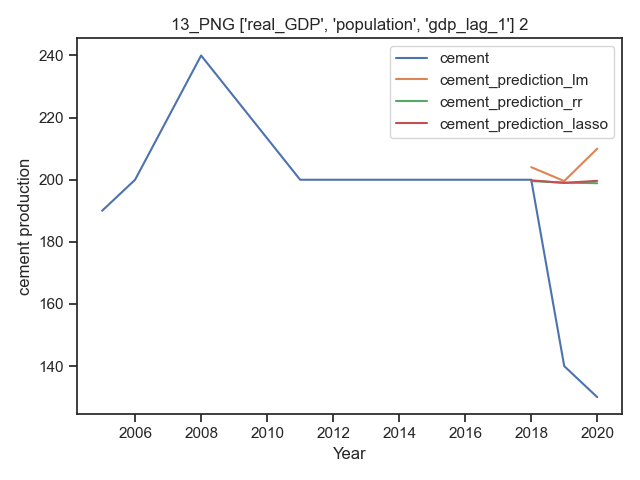 13_PNG ['real_GDP', 'population', 'gdp_lag_1'] 2
cement
cement_prediction_lm
cement_prediction_rr
cement_prediction_lasso
cement production
240
220
200
180
160
140
2006 2008 2010 2012 2014 2016 2018 2020
Year